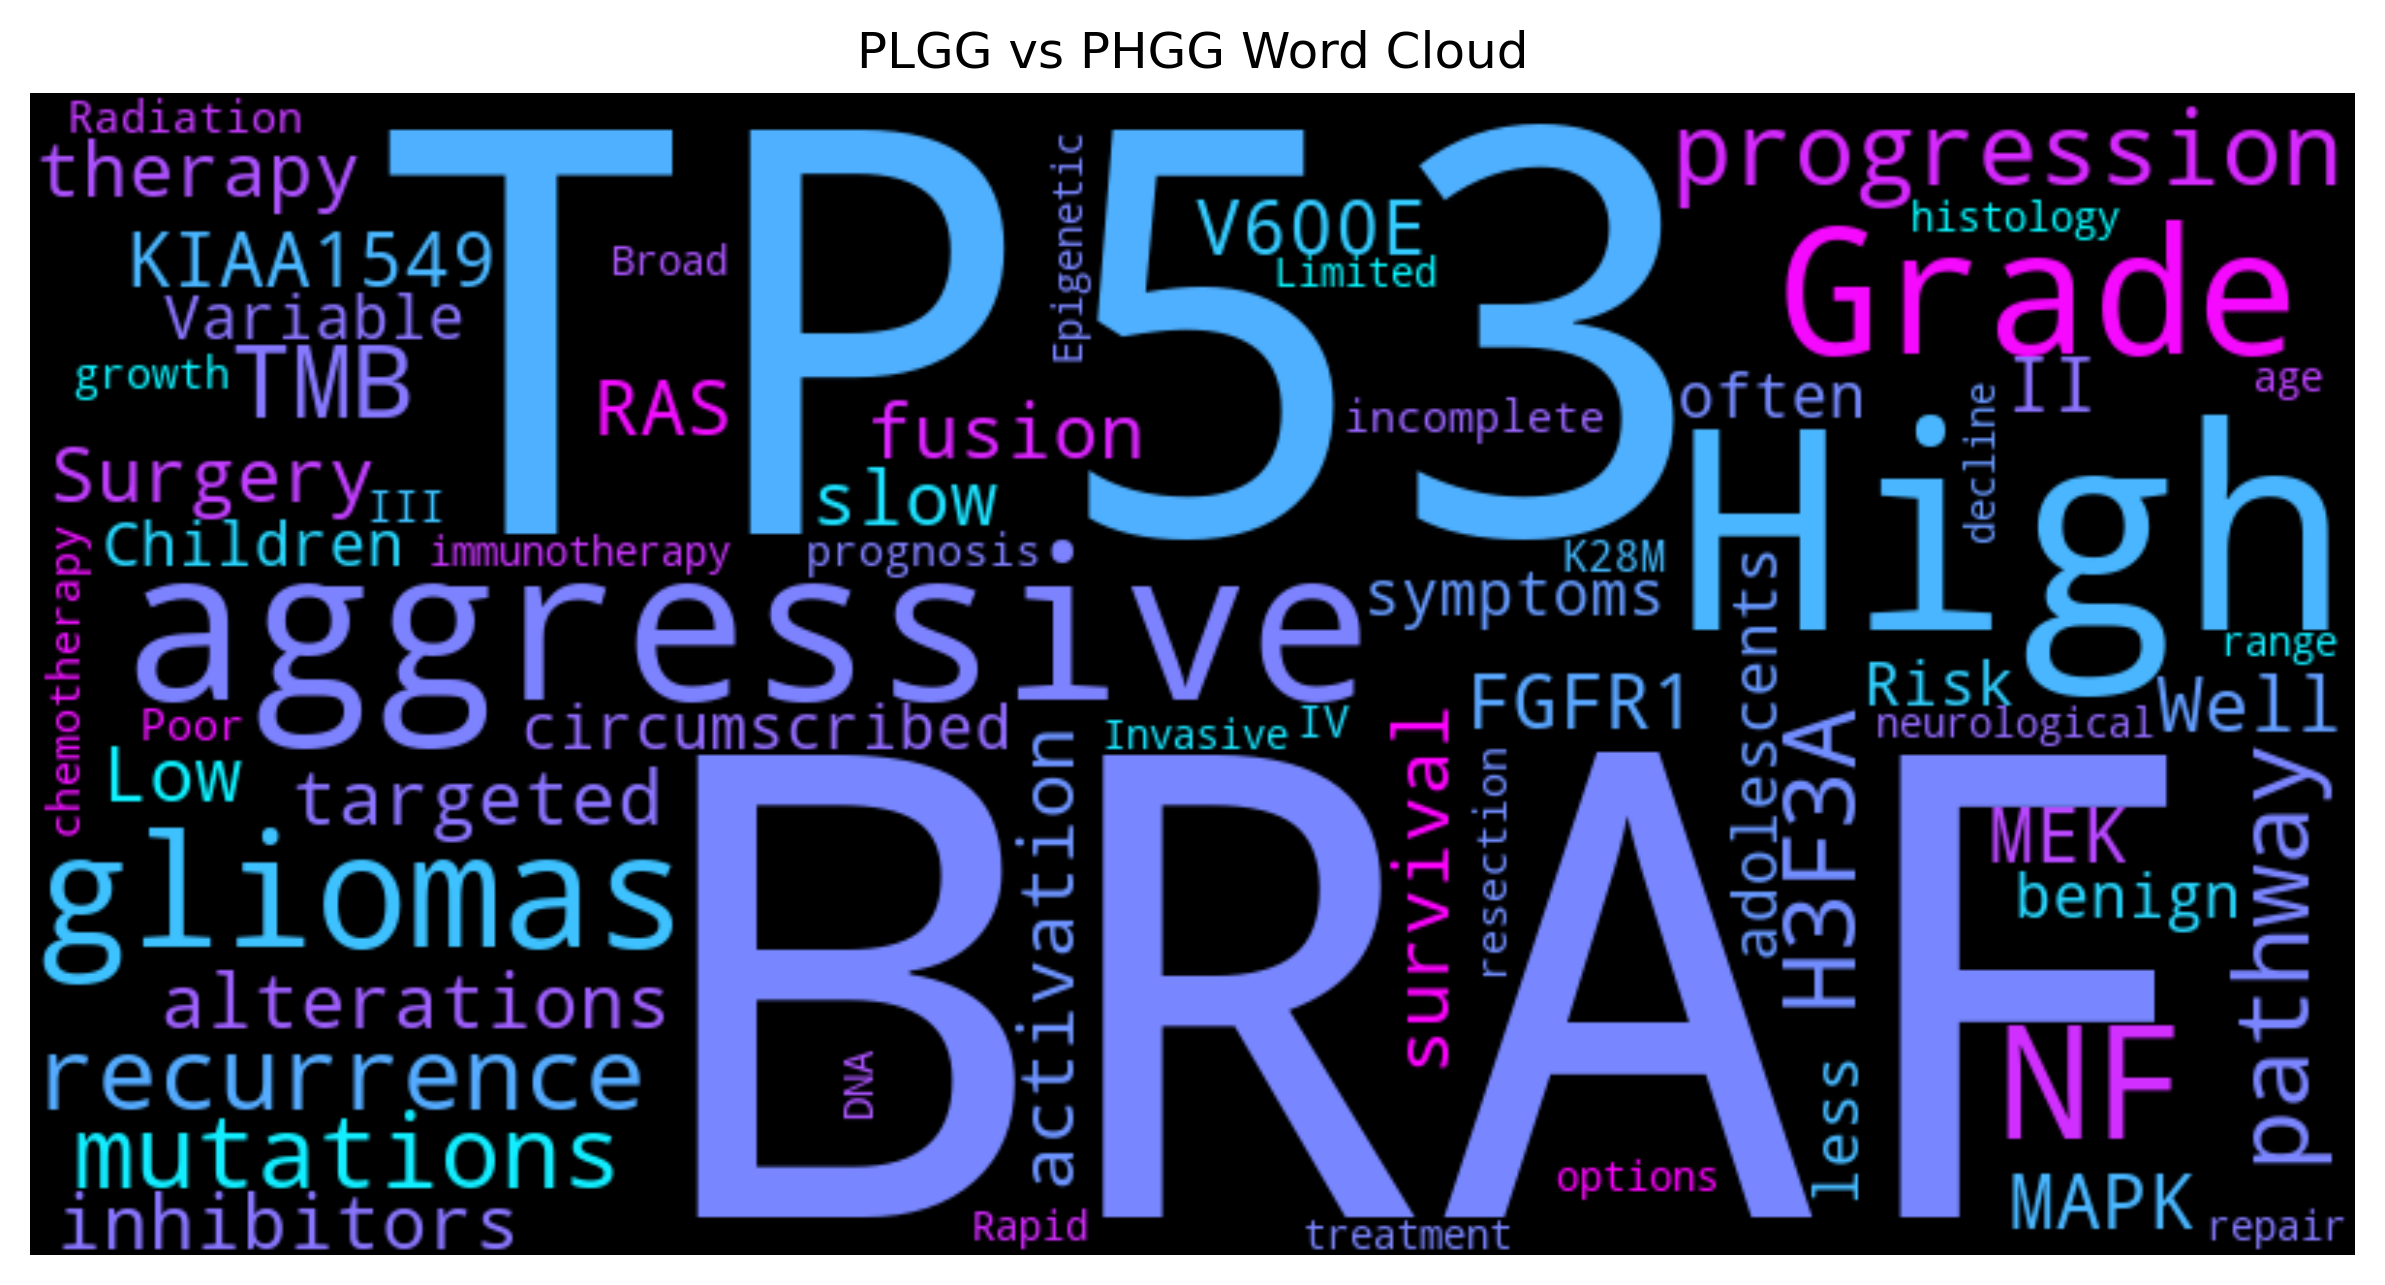 PLGG vs PHGG Word Cloud
Radiation
therapy
TP53
progression
Epigenetic
V600E
histology
KIAA1549
Broad
Limited
Grade
Variable
growth
TMB
RAS
fusion
incomplete
often
II
age
decline
Surgery
III
slow
High
Children
immunotherapy
prognosis
K28M
chemotherapy
aggressive
symptoms
adolescents
range
Risk
Well
Poor
circumscribed
Invasive
IV
FGFR1
neurological
Low
targeted
BRAF
activation
survival
resection
H3F3A
MEK
pathway
gliomas
benign
alterations
recurrence
DNA
NF
mutations
less
options
MAPK
inhibitors
Rapid
treatment
repair